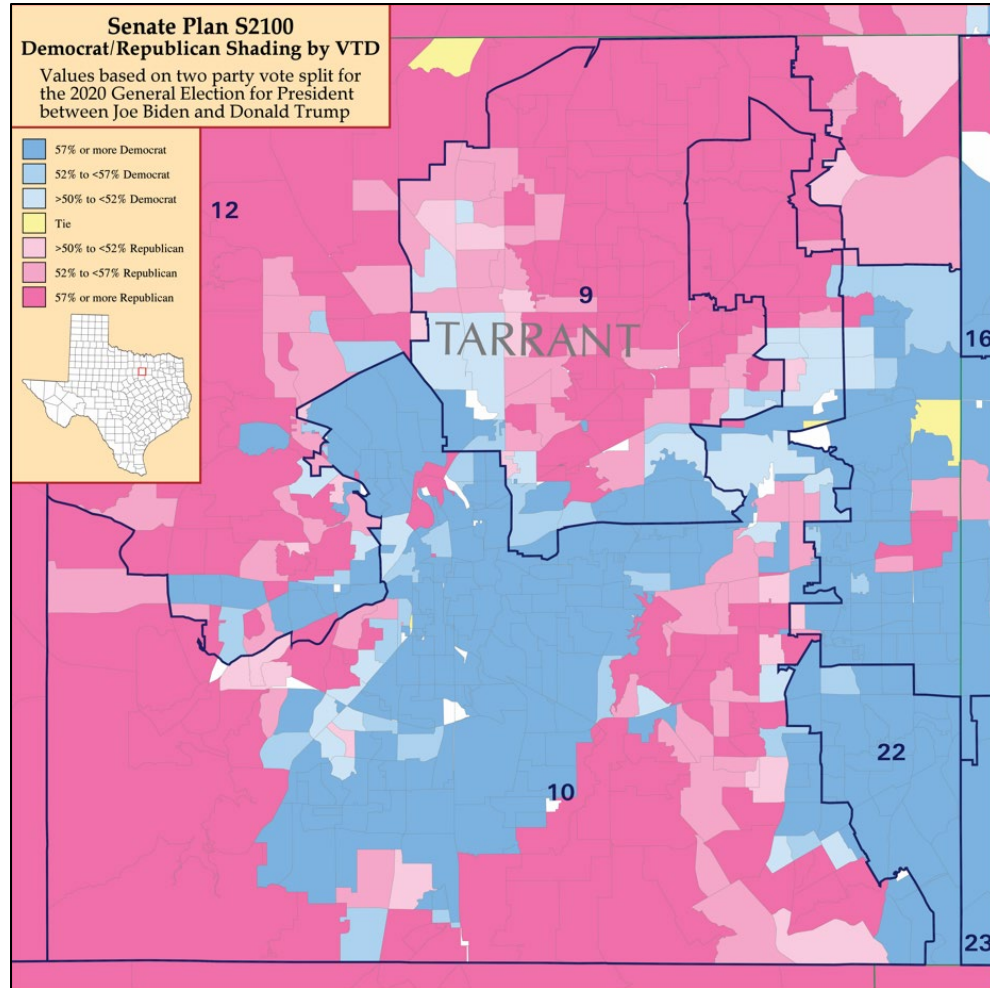 Senate Plan S2100
Democrat/Republican Shading by VTD
Values based on two party vote split for
the 2020 General Election for President
between Joe Biden and Donald Trump
57% or more Democrat
52% to <57% Democrat
>50% to <52% Democrat
Tie
>50% to <52% Republican
52% to <57% Republican
57% or more Republican
12
9
TARRANT
16
22
10
23